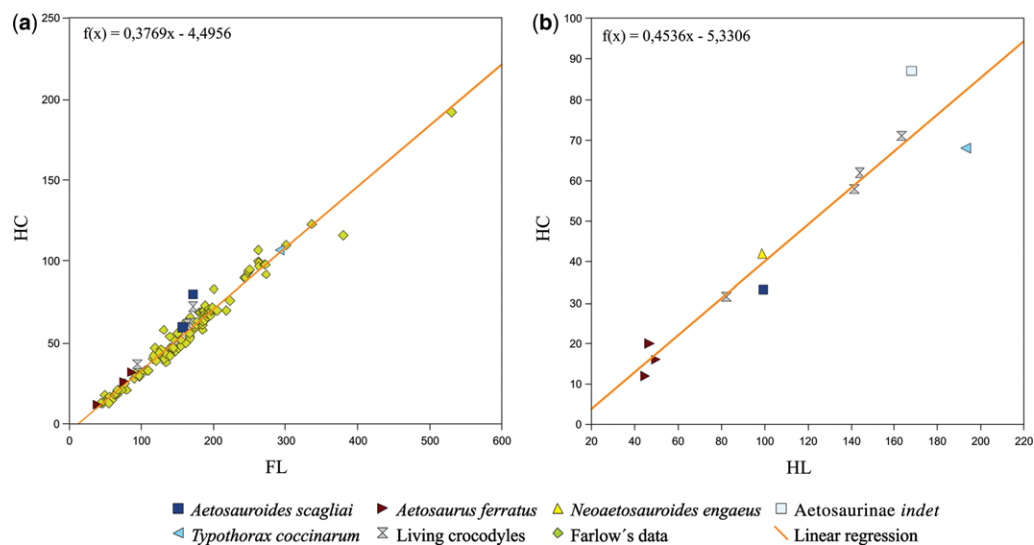 (a)
f(x) = 0,3769x - 4,4956
250
200
150
100
50
0
HC
0 100 200 300 400 500 600
FL
(b)
f(x) = 0,4536x - 5,3306
100
90
80
70
60
50
40
30
20
10
0
HC
20 40 60 80 100 120 140 160 180 200 220
HL
Aetosauroides scagliai Aetosaurus ferratus Neoaetosauroides engaeus Aetosaurinae indet
Typothorax coccinarum Living crocodyles Farlow´s data Linear regression